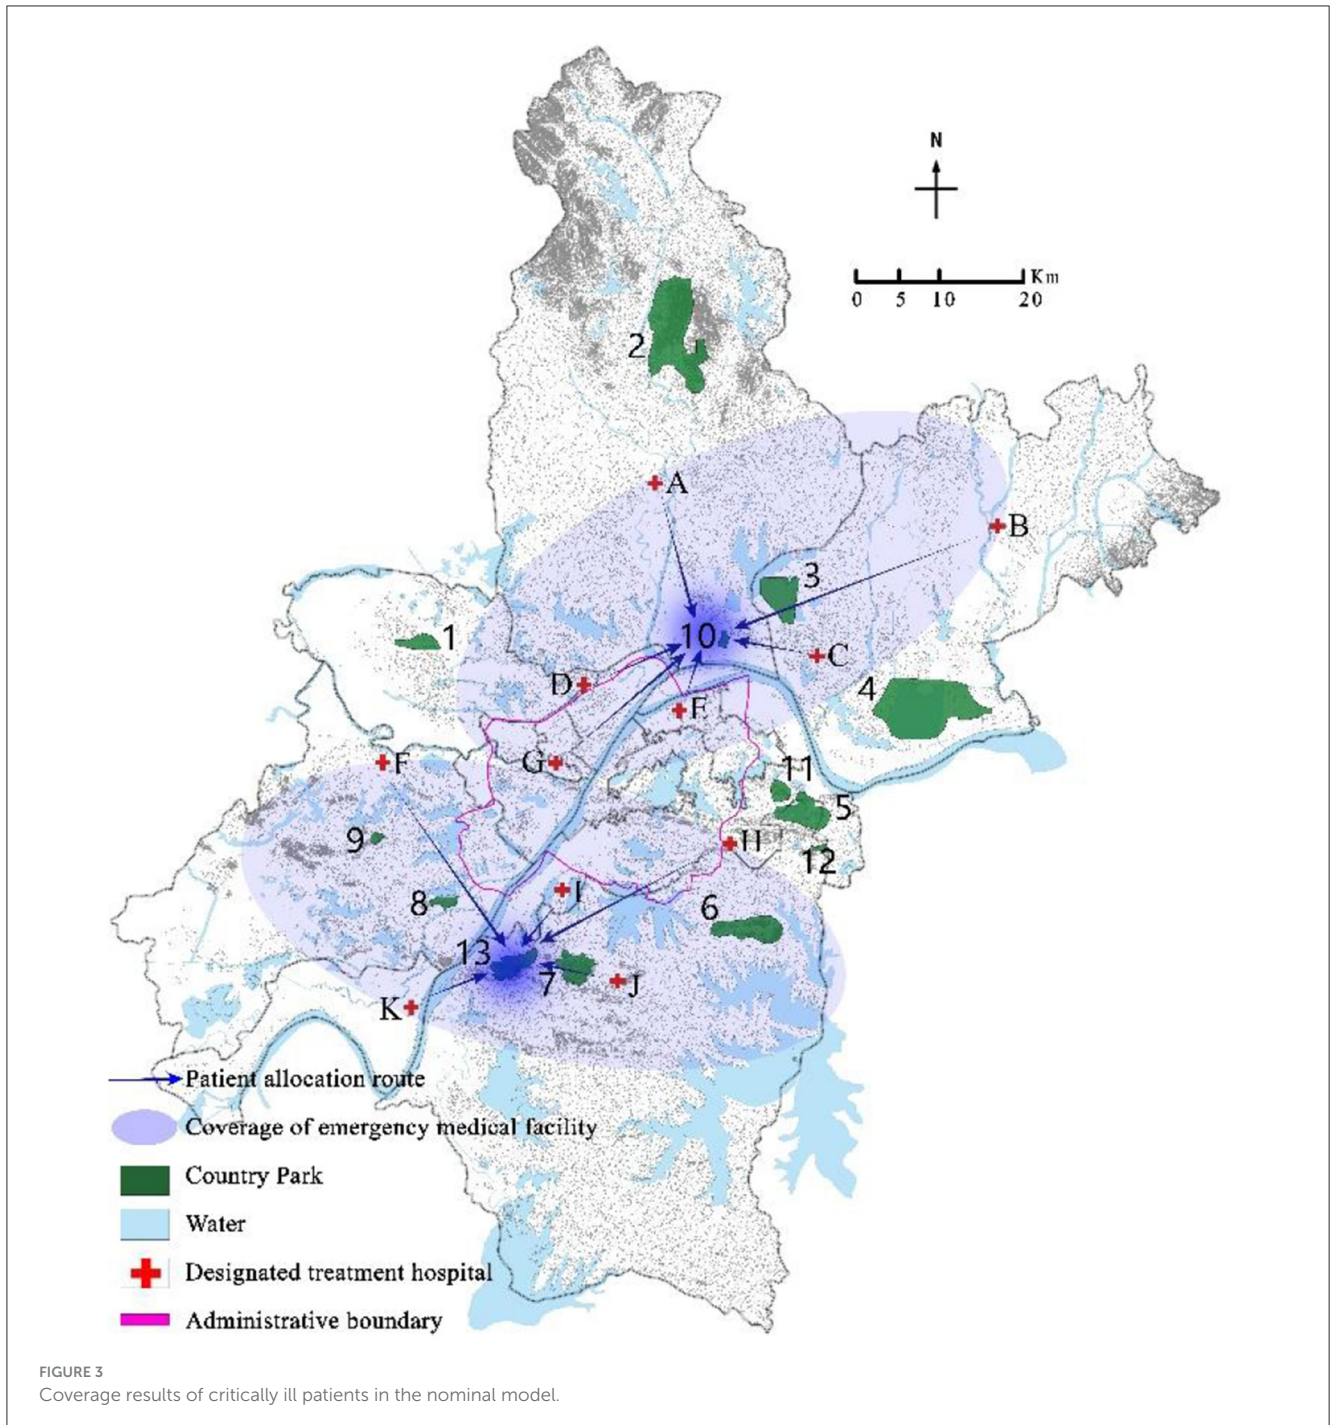 N
Km
0 5 10 20
2
A
B
3
10
1
C
D
4
E
F
G
11
5
9
H
12
8
I
6
13
7
J
K
Patient allocation route
Coverage of emergency medical facility
Country Park
Water
Designated treatment hospital
Administrative boundary
FIGURE 3
Coverage results of critically ill patients in the nominal model.